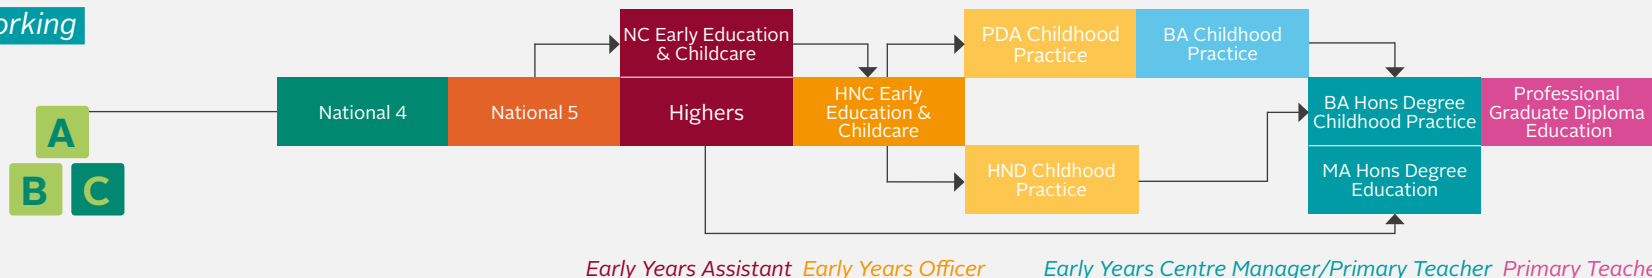 orking
NC Early Education
& Childcare
PDA Childhood
Practice
BA Childhood
Practice
National 4
National 5
Highers
HNC Early
Education &
Childcare
BA Hons Degree
Childhood Practice
Professional
Graduate Diploma
Education
A
B C
HND Chldhood
Practice
MA Hons Degree
Education
Early Years Assistant Early Years Officer Early Years Centre Manager/Primary Teacher Primary Teache